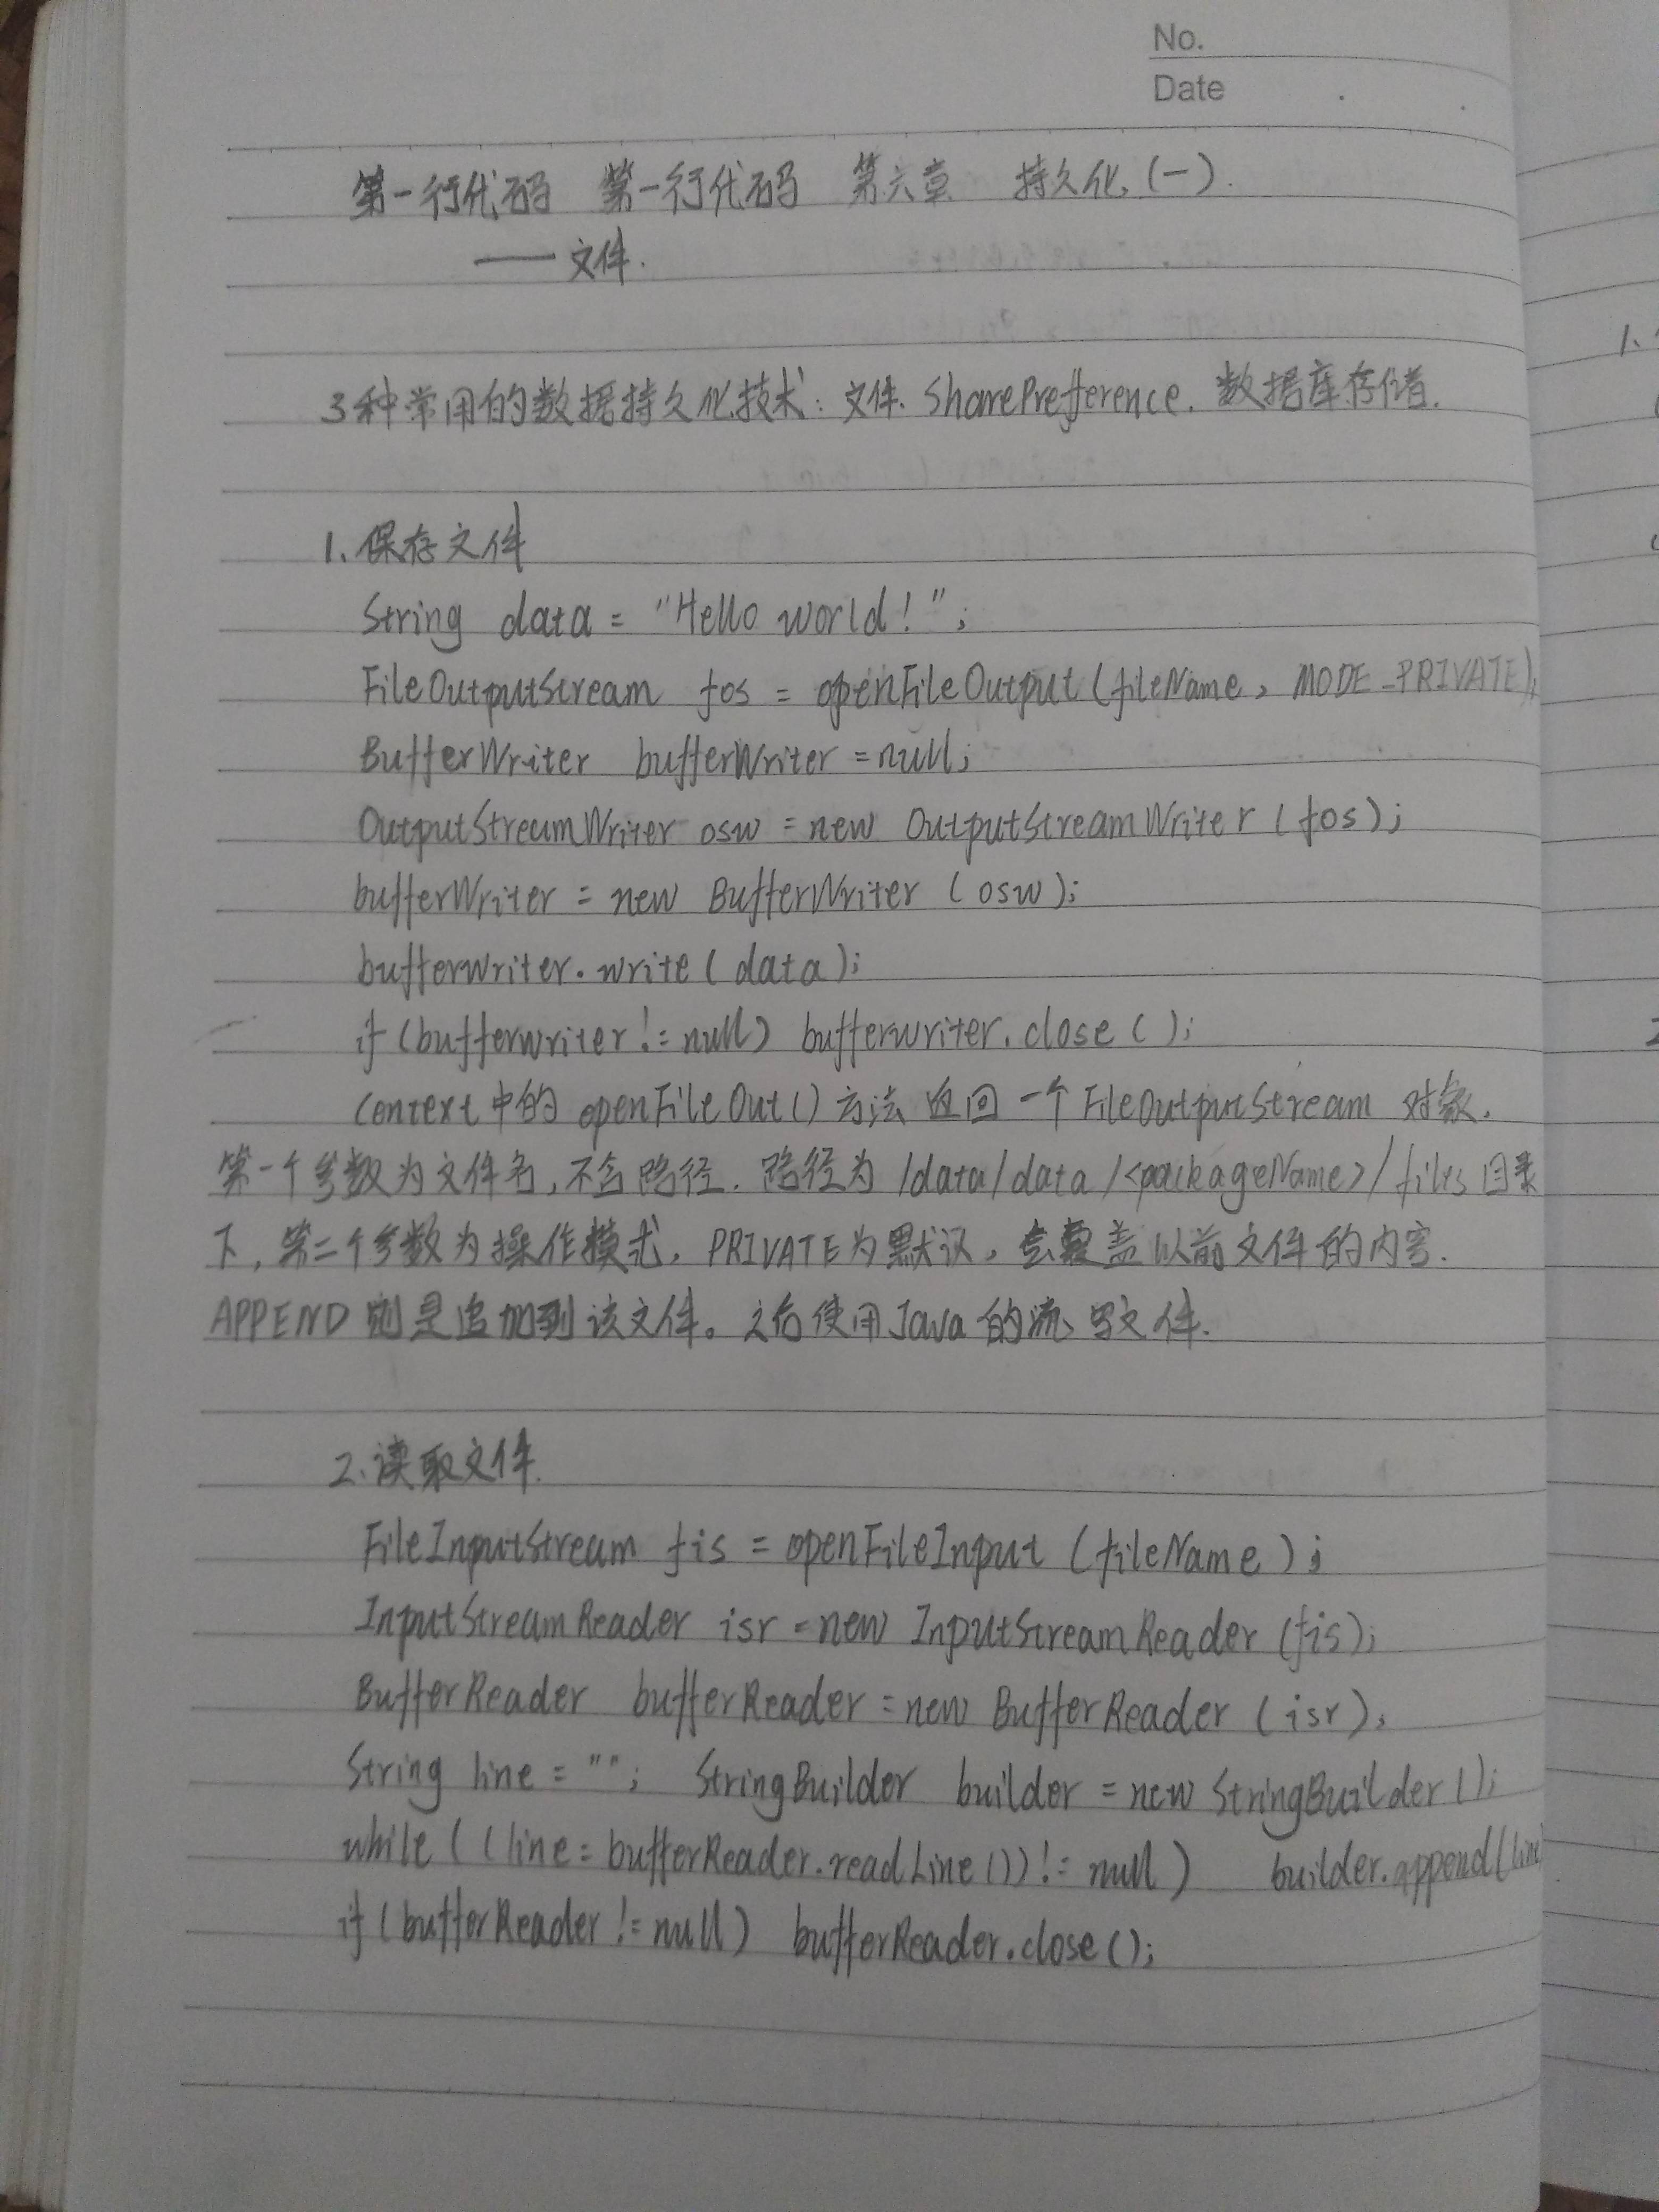 No.
Date
第一行代码 第一行代码 第六章 持久化(一).
——文件.
3种常用的数据持久化技术: 文件. SharePrefference. 数据库存储.
1.保存文件
String data = "Hello world!";
FileOutputStream fos = openFileOutput(fileName, MODE_PRIVATE);
BufferWriter bufferWriter = null;
OutputStreamWriter osw = new OutputStreamWriter (fos);
bufferWriter = new BufferWriter (osw);
bufferwriter.write(data);
if (bufferwriter != null) bufferwriter.close();
Context中的 openFileOut() 方法 返回一个 FileOutputStream 对象.
第一个参数为文件名,不含路径. 路径为 /data/data/<packageName>/files目录
下,第二个参数为操作模式, PRIVATE为默认, 会覆盖以前文件的内容.
APPEND 则是追加到该文件。之后使用Java的流写文件.
2.读取文件.
FileInputStream fis = openFileInput (fileName);
InputStreamReader isr = new InputStreamReader (fis);
BufferReader bufferReader = new BufferReader (isr);
String line = ""; StringBuilder builder = new StringBuilder();
while ((line = bufferReader.readLine()) != null) builder.append(line
if (bufferReader != null) bufferReader.close();
1.